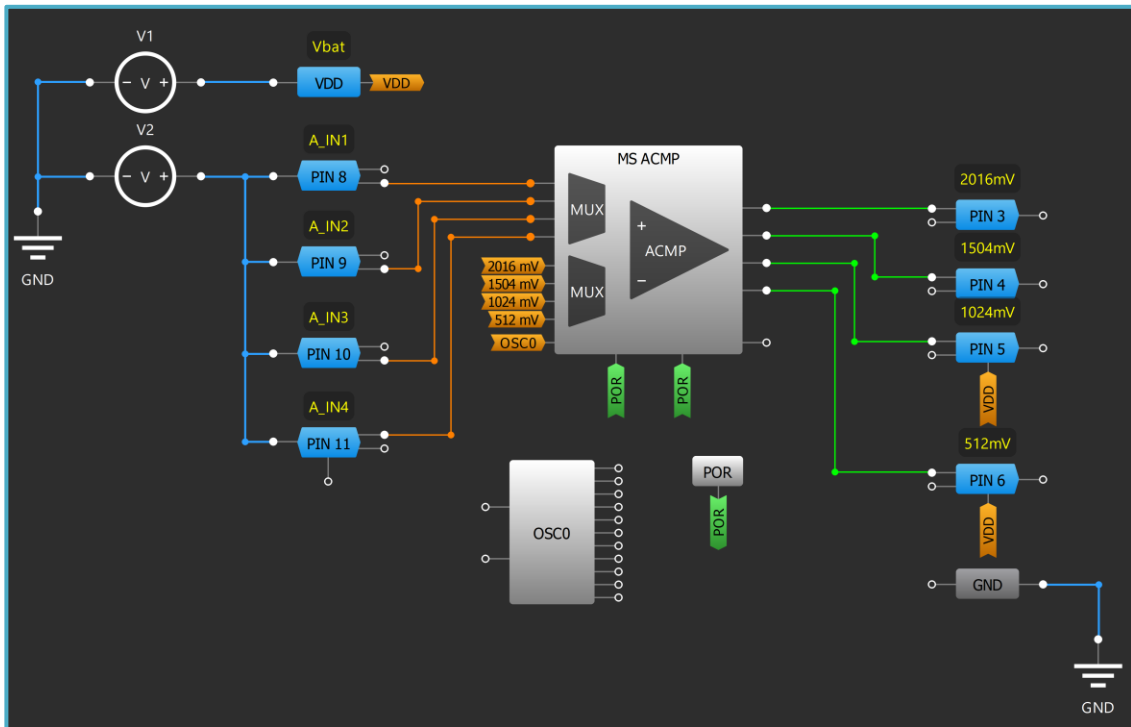 V1
Vbat
− V +
VDD
VDD
V2
A_IN1
− V +
PIN 8
GND
A_IN2
PIN 9
A_IN3
PIN 10
A_IN4
PIN 11
MS ACMP
MUX
+
ACMP
−
MUX
2016 mV
1504 mV
1024 mV
512 mV
OSC0
POR
POR
OSC0
POR
POR
2016mV
PIN 3
1504mV
PIN 4
1024mV
PIN 5
VDD
512mV
PIN 6
VDD
GND
GND